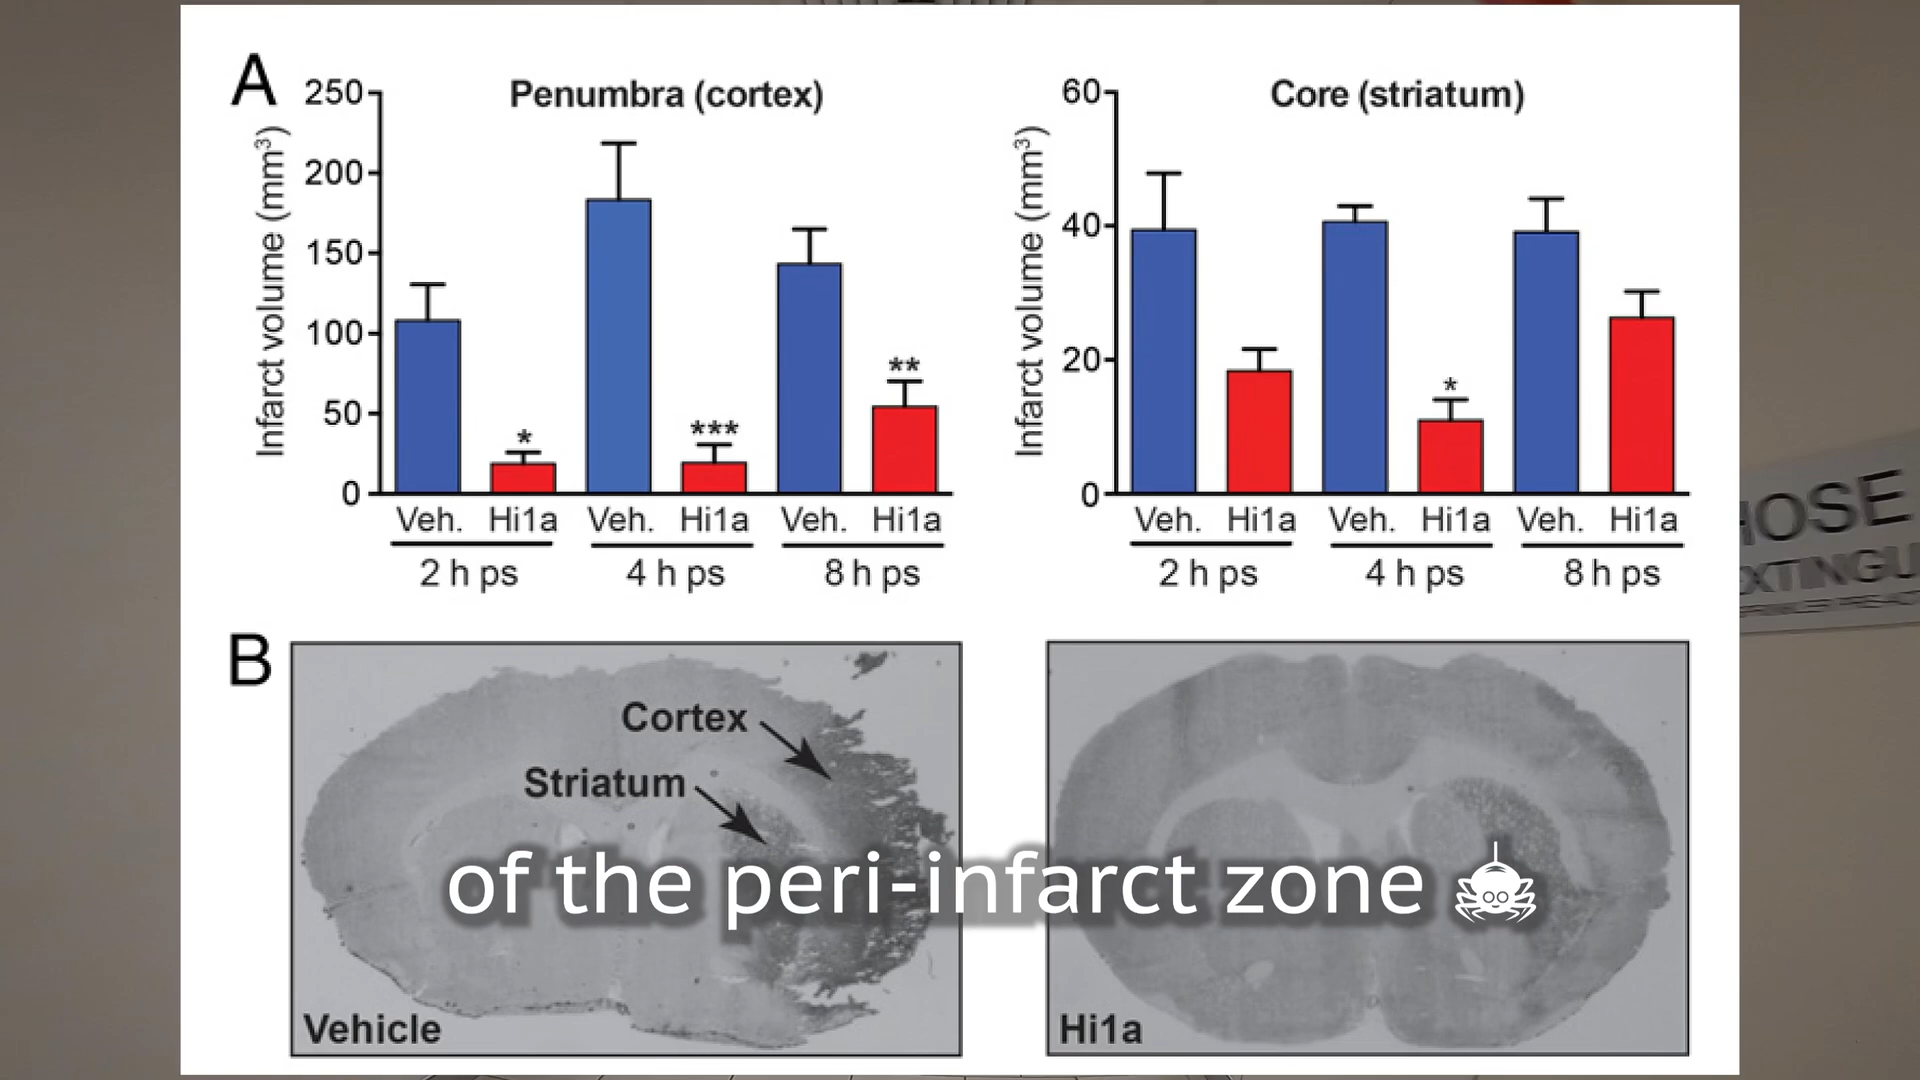 A
Penumbra (cortex)
Infarct volume (mm³)
250
200
150
100
50
0
*
***
**
Veh. Hi1a Veh. Hi1a Veh. Hi1a
2 h ps 4 h ps 8 h ps
Core (striatum)
Infarct volume (mm³)
60
40
20
0
*
Veh. Hi1a Veh. Hi1a Veh. Hi1a
2 h ps 4 h ps 8 h ps
B
Cortex
Striatum
Vehicle
Hi1a
of the peri-infarct zone
HOSE
EXTINGU